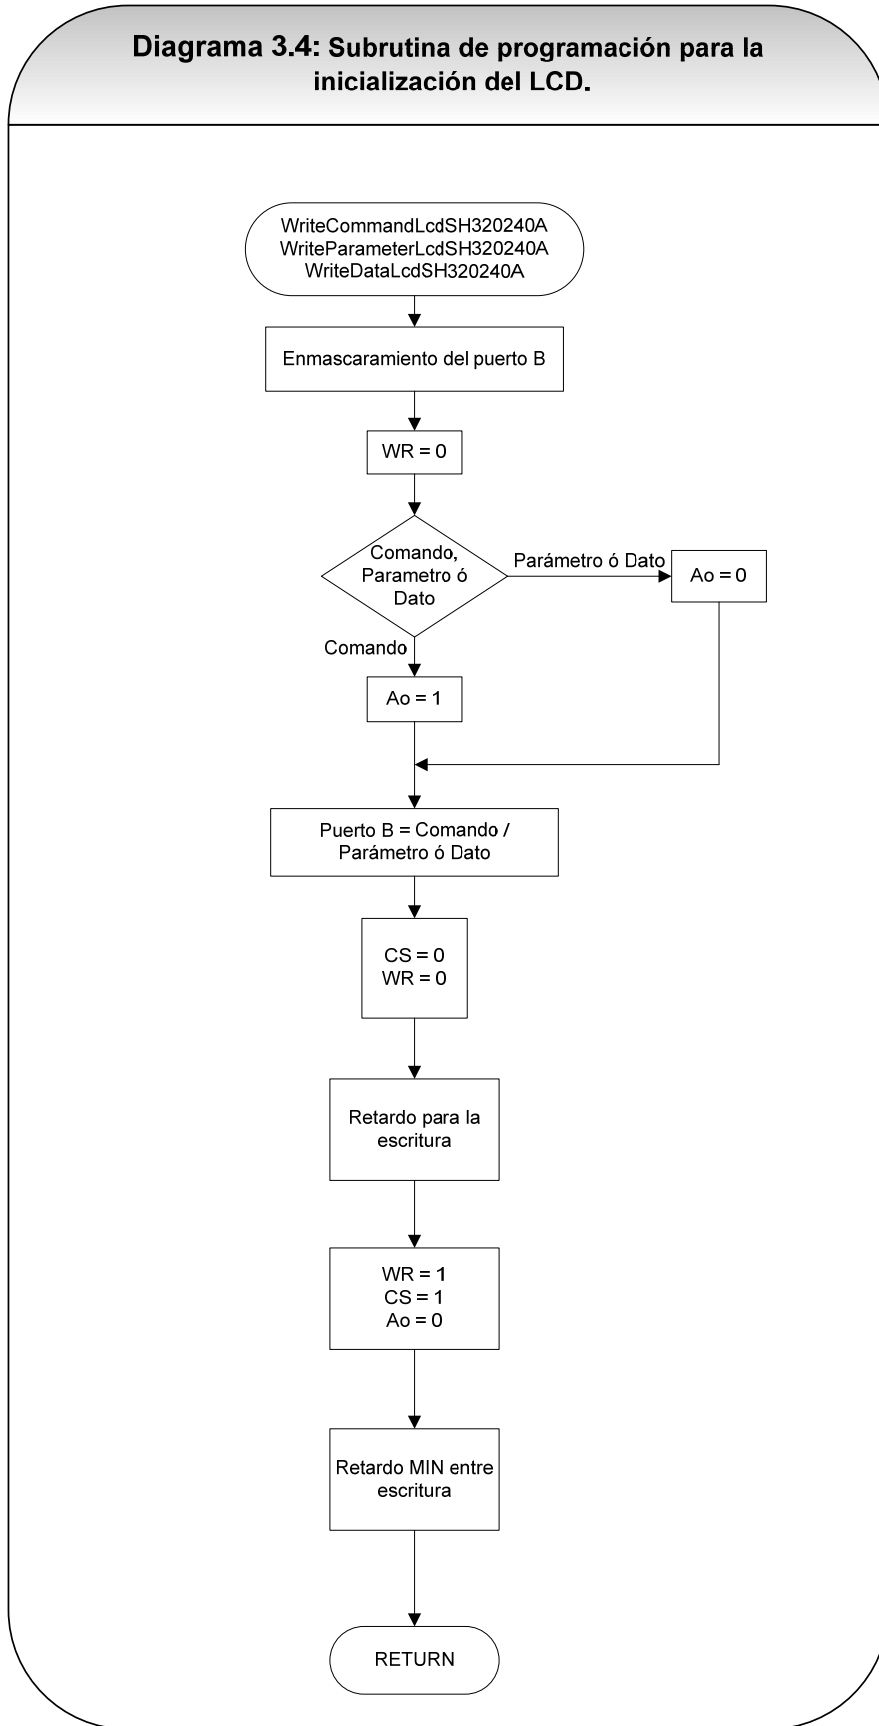 Diagrama 3.4: Subrutina de programación para la
inicialización del LCD.
WriteCommandLcdSH320240A
WriteParameterLcdSH320240A
WriteDataLcdSH320240A
Enmascaramiento del puerto B
WR = 0
Comando,
Parametro ó
Dato
Parámetro ó Dato
Ao = 0
Comando
Ao = 1
Puerto B = Comando /
Parámetro ó Dato
CS = 0
WR = 0
Retardo para la
escritura
WR = 1
CS = 1
Ao = 0
Retardo MIN entre
escritura
RETURN